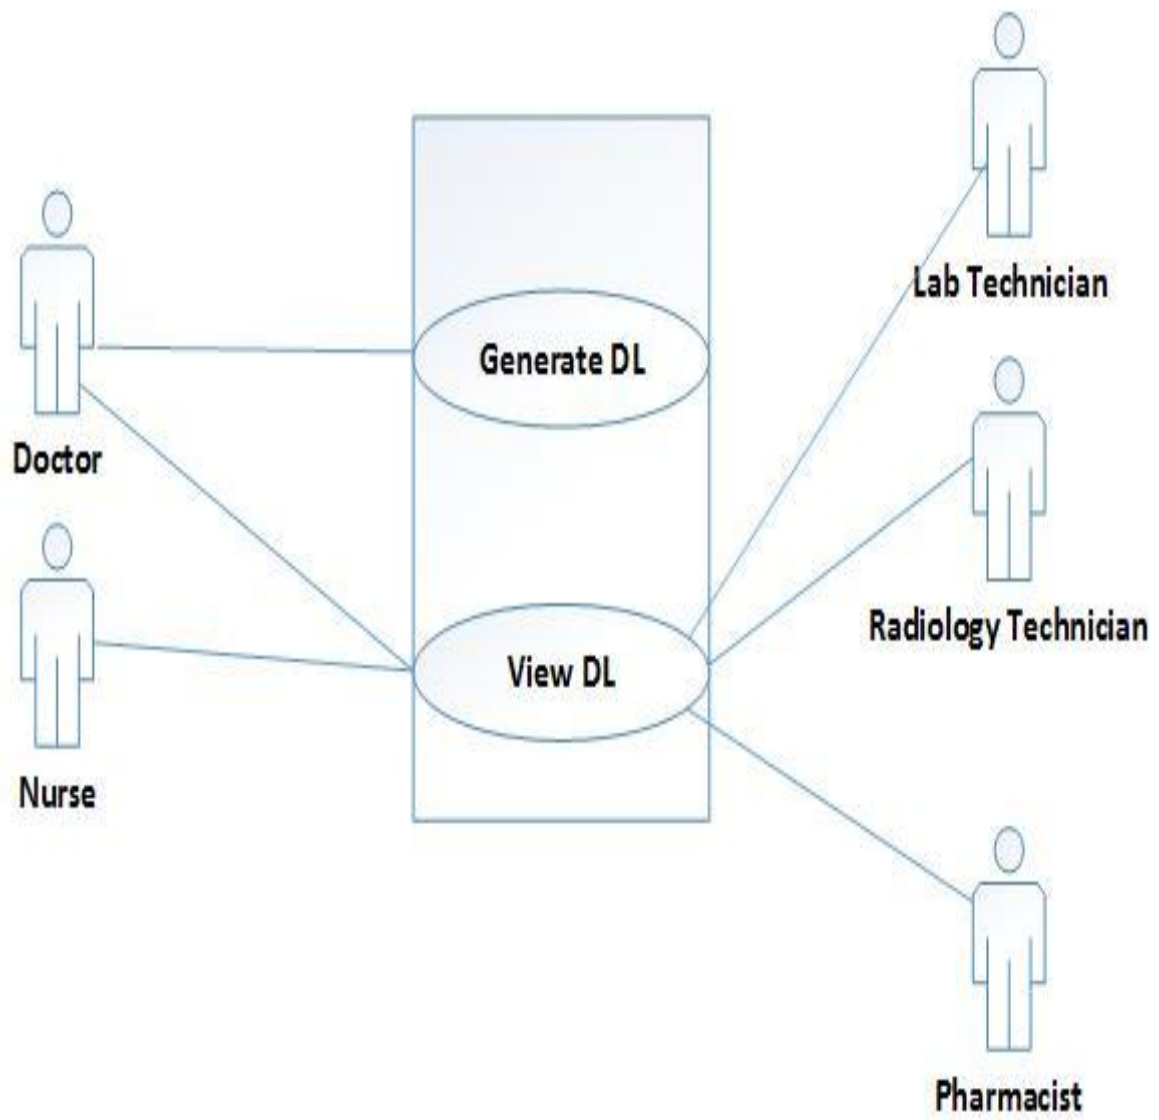 Lab Technician
Generate DL
Doctor
Radiology Technician
View DL
Nurse
Pharmacist